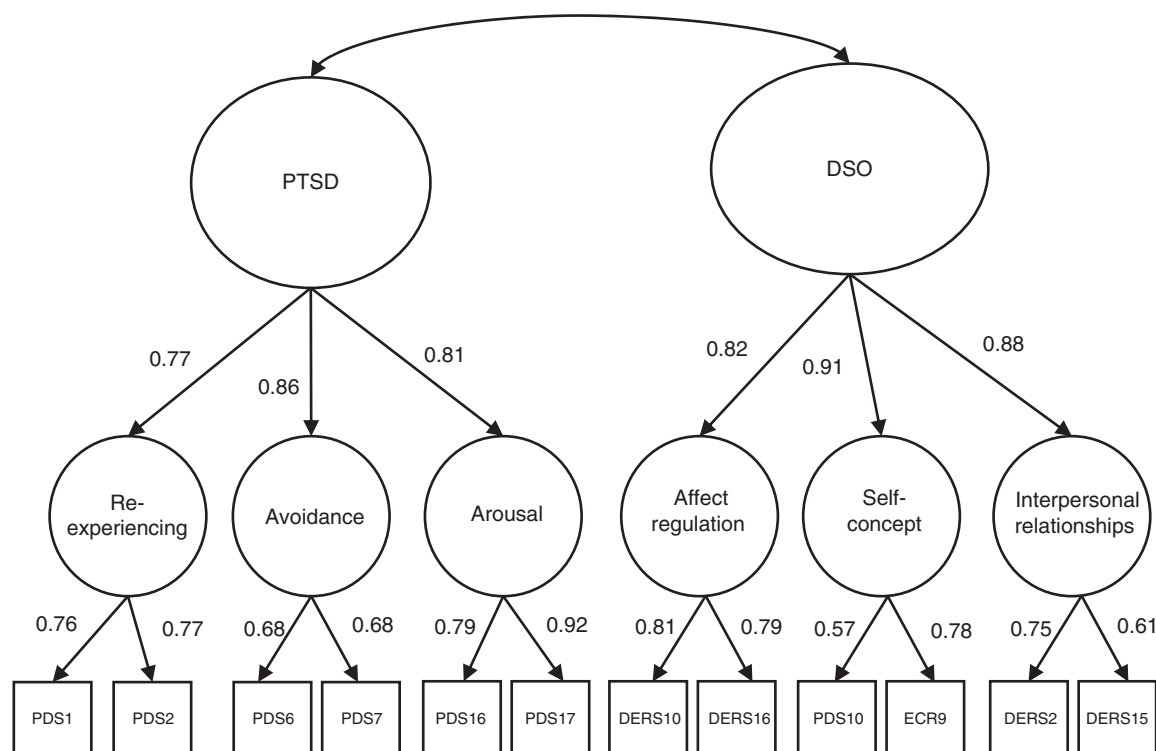 PTSD
DSO
0.77
0.86
0.81
0.82
0.91
0.88
Re-
experiencing
Avoidance
Arousal
Affect
regulation
Self-
concept
Interpersonal
relationships
0.76
0.77
0.68
0.68
0.79
0.92
0.81
0.79
0.57
0.78
0.75
0.61
PDS1
PDS2
PDS6
PDS7
PDS16
PDS17
DERS10
DERS16
PDS10
ECR9
DERS2
DERS15